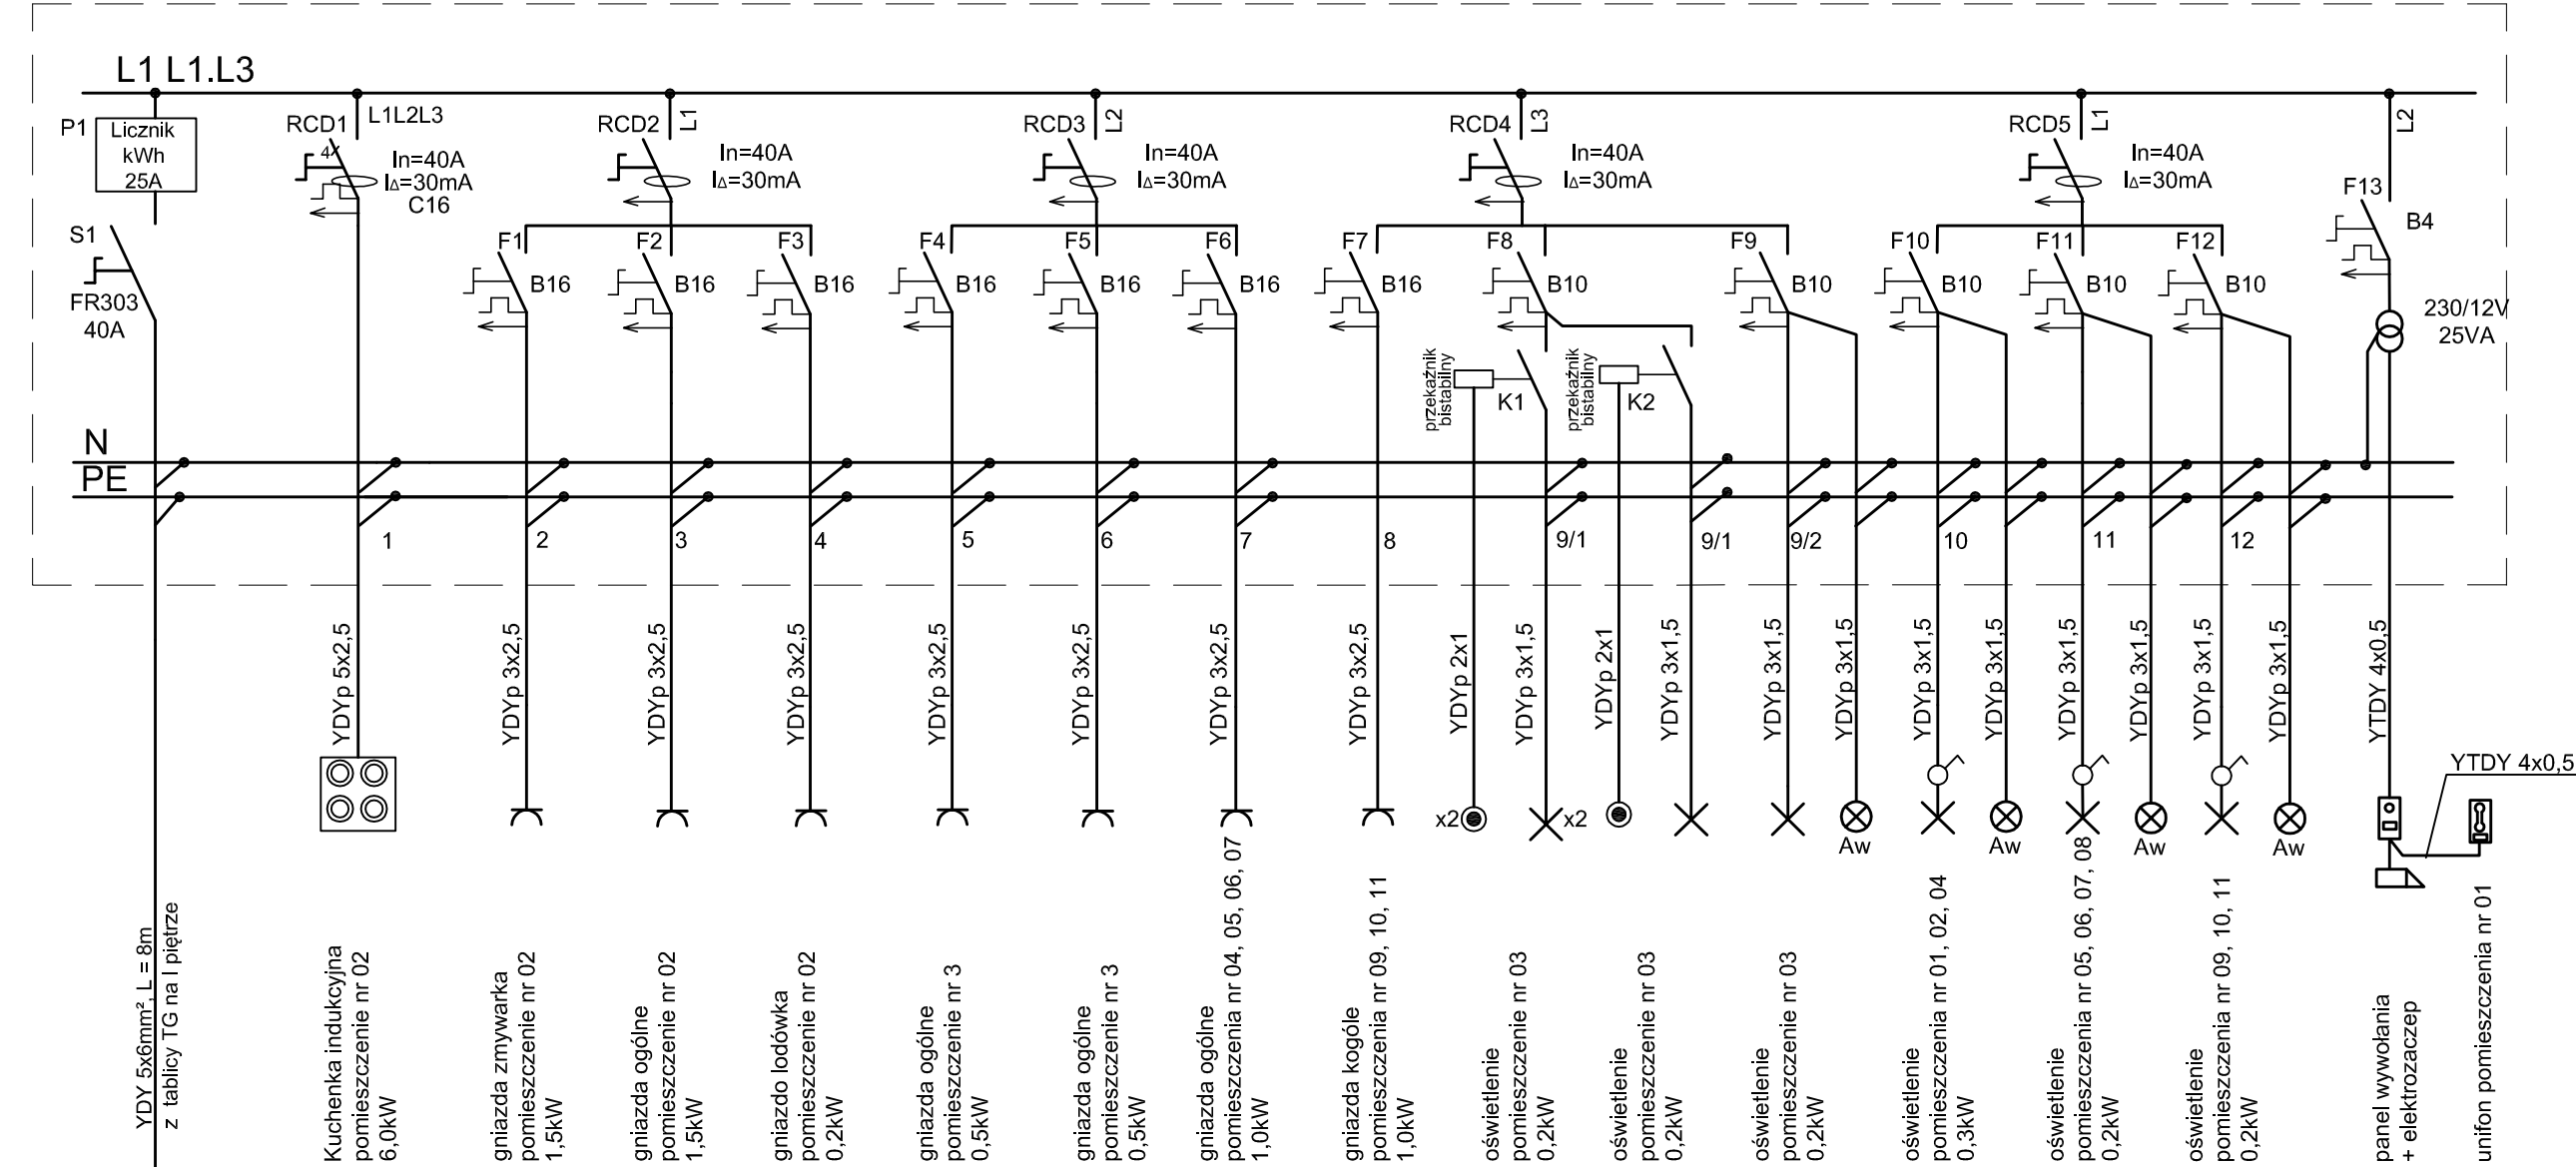 L1 L1.L3
P1
Licznik
kWh
25A
S1
FR303
40A
RCD1
L1L2L3
4x
In=40A
IΔ=30mA
C16
RCD2
L1
In=40A
IΔ=30mA
RCD3
L2
In=40A
IΔ=30mA
RCD4
L3
In=40A
IΔ=30mA
RCD5
L1
In=40A
IΔ=30mA
L2
F13
B4
230/12V
25VA
F1
B16
F2
B16
F3
B16
F4
B16
F5
B16
F6
B16
F7
B16
F8
B10
F9
B10
F10
B10
F11
B10
F12
B10
przekaźnik
bistabilny
K1
przekaźnik
bistabilny
K2
N
PE
1
2
3
4
5
6
7
8
9/1
9/1
9/2
10
11
12
YDYp 5x2,5
YDYp 3x2,5
YDYp 3x2,5
YDYp 3x2,5
YDYp 3x2,5
YDYp 3x2,5
YDYp 3x2,5
YDYp 3x2,5
YDYp 2x1
YDYp 3x1,5
YDYp 2x1
YDYp 3x1,5
YDYp 3x1,5
YDYp 3x1,5
YDYp 3x1,5
YDYp 3x1,5
YDYp 3x1,5
YDYp 3x1,5
YDYp 3x1,5
YDYp 3x1,5
YTDY 4x0,5
YTDY 4x0,5
x2
x2
Aw
Aw
Aw
Aw
YDY 5x6mm², L = 8m
z tablicy TG na I piętrze
Kuchenka indukcyjna
pomieszczenie nr 02
6,0kW
gniazda zmywarka
pomieszczenie nr 02
1,5kW
gniazda ogólne
pomieszczenie nr 02
1,5kW
gniazdo lodówka
pomieszczenie nr 02
0,2kW
gniazda ogólne
pomieszczenie nr 3
0,5kW
gniazda ogólne
pomieszczenie nr 3
0,5kW
gniazda ogólne
pomieszczenia nr 04, 05, 06, 07
1,0kW
gniazda kogóle
pomieszczenia nr 09, 10, 11
1,0kW
oświetlenie
pomieszczenie nr 03
0,2kW
oświetlenie
pomieszczenie nr 03
0,2kW
oświetlenie
pomieszczenie nr 03
0,2kW
oświetlenie
pomieszczenia nr 01, 02, 04
0,3kW
oświetlenie
pomieszczenia nr 05, 06, 07, 08
0,2kW
oświetlenie
pomieszczenia nr 09, 10, 11
0,2kW
panel wywołania
+ elektrozaczep
unifon pomieszczenia nr 01